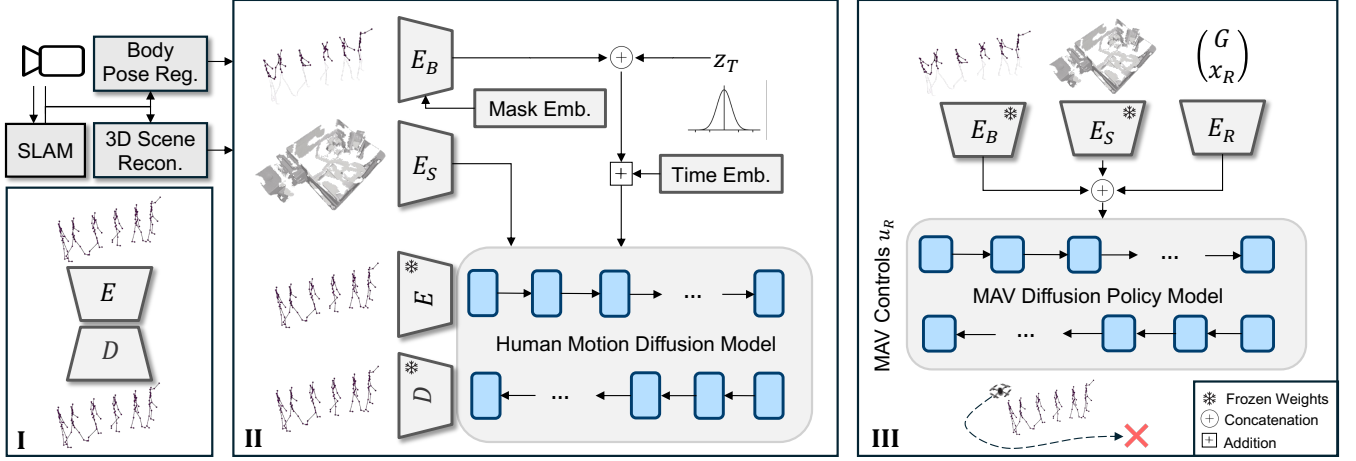 Body
Pose Reg.
SLAM
3D Scene
Recon.
E
D
I
E_B
z_T
Mask Emb.
E_S
Time Emb.
E
...
Human Motion Diffusion Model
D
...
II
G
x_R
E_B
E_S
E_R
MAV Controls u_R
...
MAV Diffusion Policy Model
...
Frozen Weights
Concatenation
Addition
III